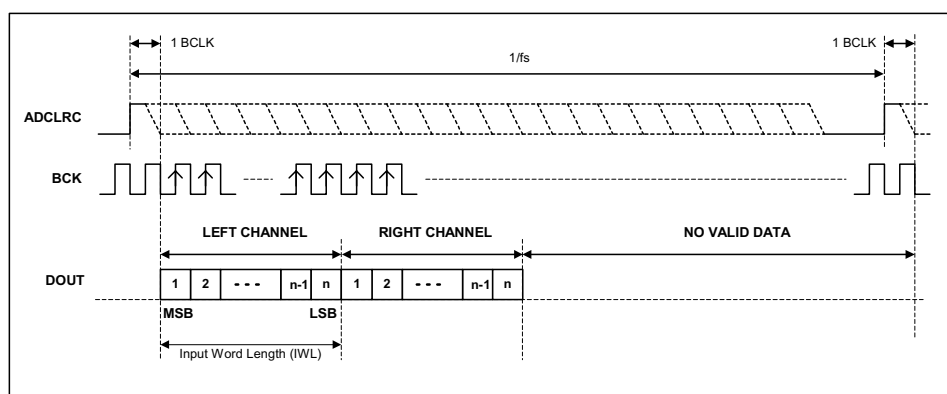 1 BCLK 1 BCLK
1/fs
ADCLRC
BCK
LEFT CHANNEL RIGHT CHANNEL NO VALID DATA
DOUT 1 2 - - - n-1 n 1 2 - - - n-1 n
MSB LSB
Input Word Length (IWL)